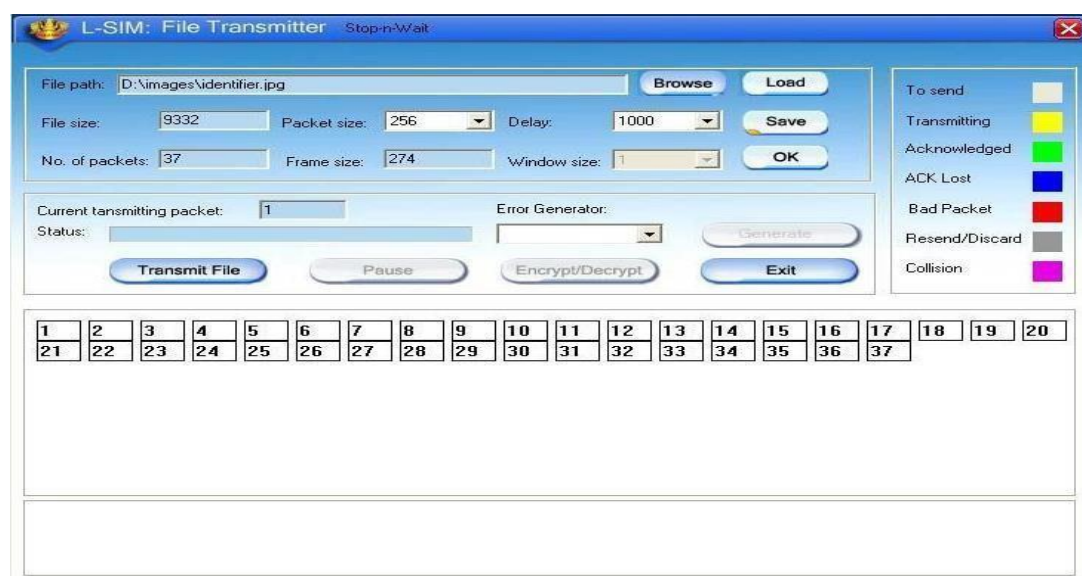 L-SIM: File Transmitter Stop-n-Wait
File path: D:\images\identifier.jpg Browse Load
File size: 9332 Packet size: 256 Delay: 1000 Save
No. of packets: 37 Frame size: 274 Window size: 1 OK
To send
Transmitting
Acknowledged
ACK Lost
Bad Packet
Resend/Discard
Collision
Current tansmitting packet: 1 Error Generator:
Status: Generate
Transmit File Pause Encrypt/Decrypt Exit
1 2 3 4 5 6 7 8 9 10 11 12 13 14 15 16 17 18 19 20
21 22 23 24 25 26 27 28 29 30 31 32 33 34 35 36 37